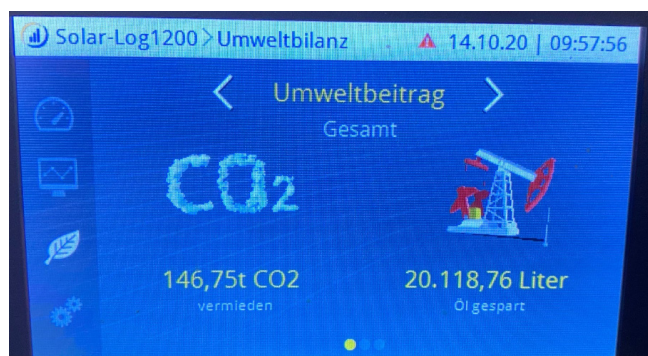 Solar-Log1200 > Umweltbilanz 14.10.20 | 09:57:56
Umweltbeitrag
Gesamt
CO2
146,75t CO2 20.118,76 Liter
vermieden Öl gespart